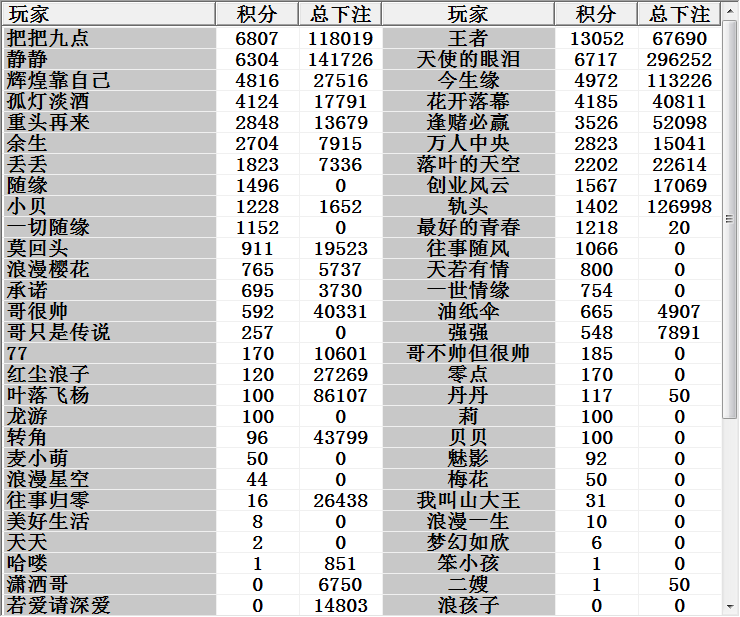 玩家 积分 总下注 玩家 积分 总下注
把把九点 6807 118019 王者 13052 67690
静静 6304 141726 天使的眼泪 6717 296252
辉煌靠自己 4816 27516 今生缘 4972 113226
孤灯淡酒 4124 17791 花开落幕 4185 40811
重头再来 2848 13679 逢赌必赢 3526 52098
余生 2704 7915 万人中央 2823 15041
丢丢 1823 7336 落叶的天空 2202 22614
随缘 1496 0 创业风云 1567 17069
小贝 1228 1652 轨头 1402 126998
一切随缘 1152 0 最好的青春 1218 20
莫回头 911 19523 往事随风 1066 0
浪漫樱花 765 5737 天若有情 800 0
承诺 695 3730 一世情缘 754 0
哥很帅 592 40331 油纸伞 665 4907
哥只是传说 257 0 强强 548 7891
77 170 10601 哥不帅但很帅 185 0
红尘浪子 120 27269 零点 170 0
叶落飞杨 100 86107 丹丹 117 50
龙游 100 0 莉 100 0
转角 96 43799 贝贝 100 0
麦小萌 50 0 魅影 92 0
浪漫星空 44 0 梅花 50 0
往事归零 16 26438 我叫山大王 31 0
美好生活 8 0 浪漫一生 10 0
天天 2 0 梦幻如欣 6 0
哈喽 1 851 笨小孩 1 0
潇洒哥 0 6750 二嫂 1 50
若爱请深爱 0 14803 浪孩子 0 0